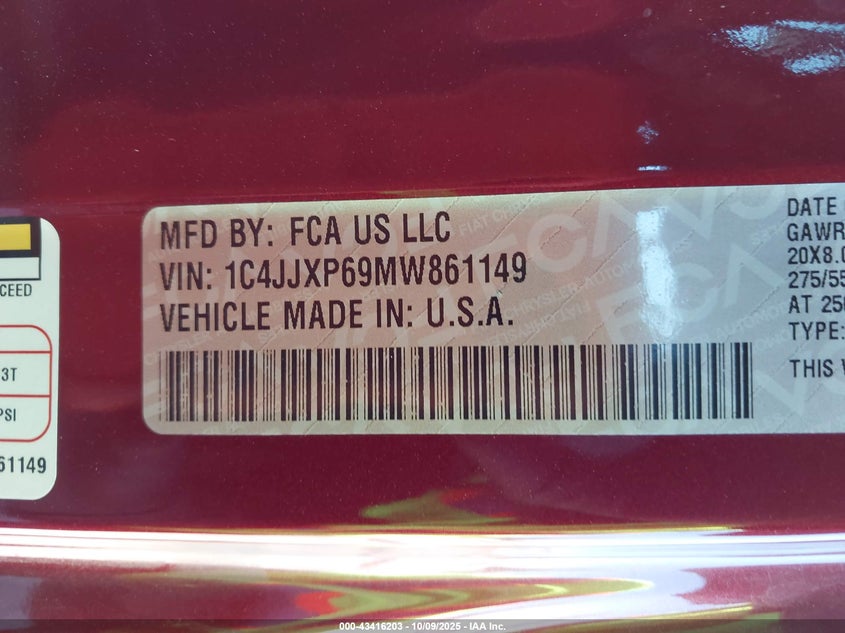 CEED
3T
PSI
61149
MFD BY: FCA US LLC
VIN: 1C4JJXP69MW861149
VEHICLE MADE IN: U.S.A.
DATE
GAWR
20X8.0
275/55
AT 250
TYPE:
THIS V
000-43416203 - 10/09/2025 - IAA Inc.